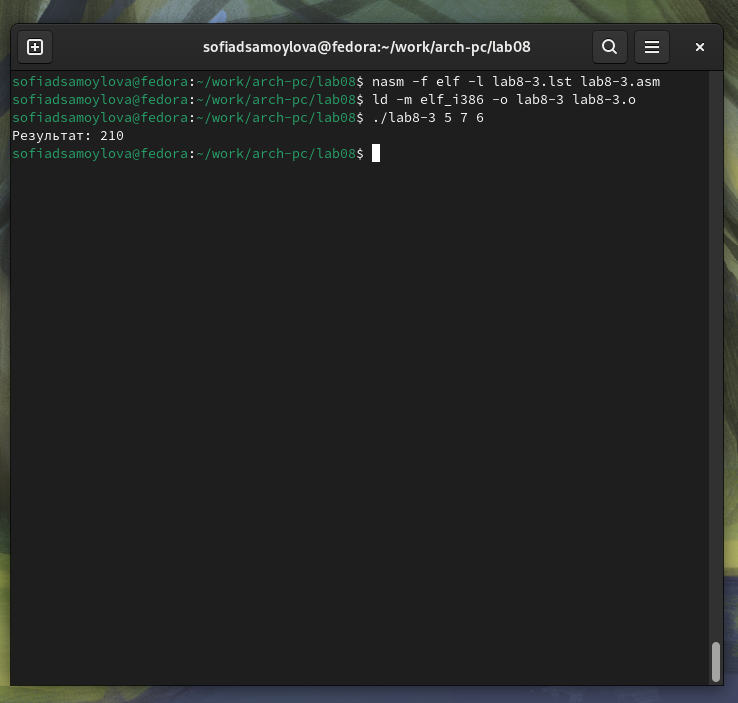 sofiadsamoylova@fedora:~/work/arch-pc/lab08
sofiadsamoylova@fedora:~/work/arch-pc/lab08$ nasm -f elf -l lab8-3.lst lab8-3.asm
sofiadsamoylova@fedora:~/work/arch-pc/lab08$ ld -m elf_i386 -o lab8-3 lab8-3.o
sofiadsamoylova@fedora:~/work/arch-pc/lab08$ ./lab8-3 5 7 6
Результат: 210
sofiadsamoylova@fedora:~/work/arch-pc/lab08$